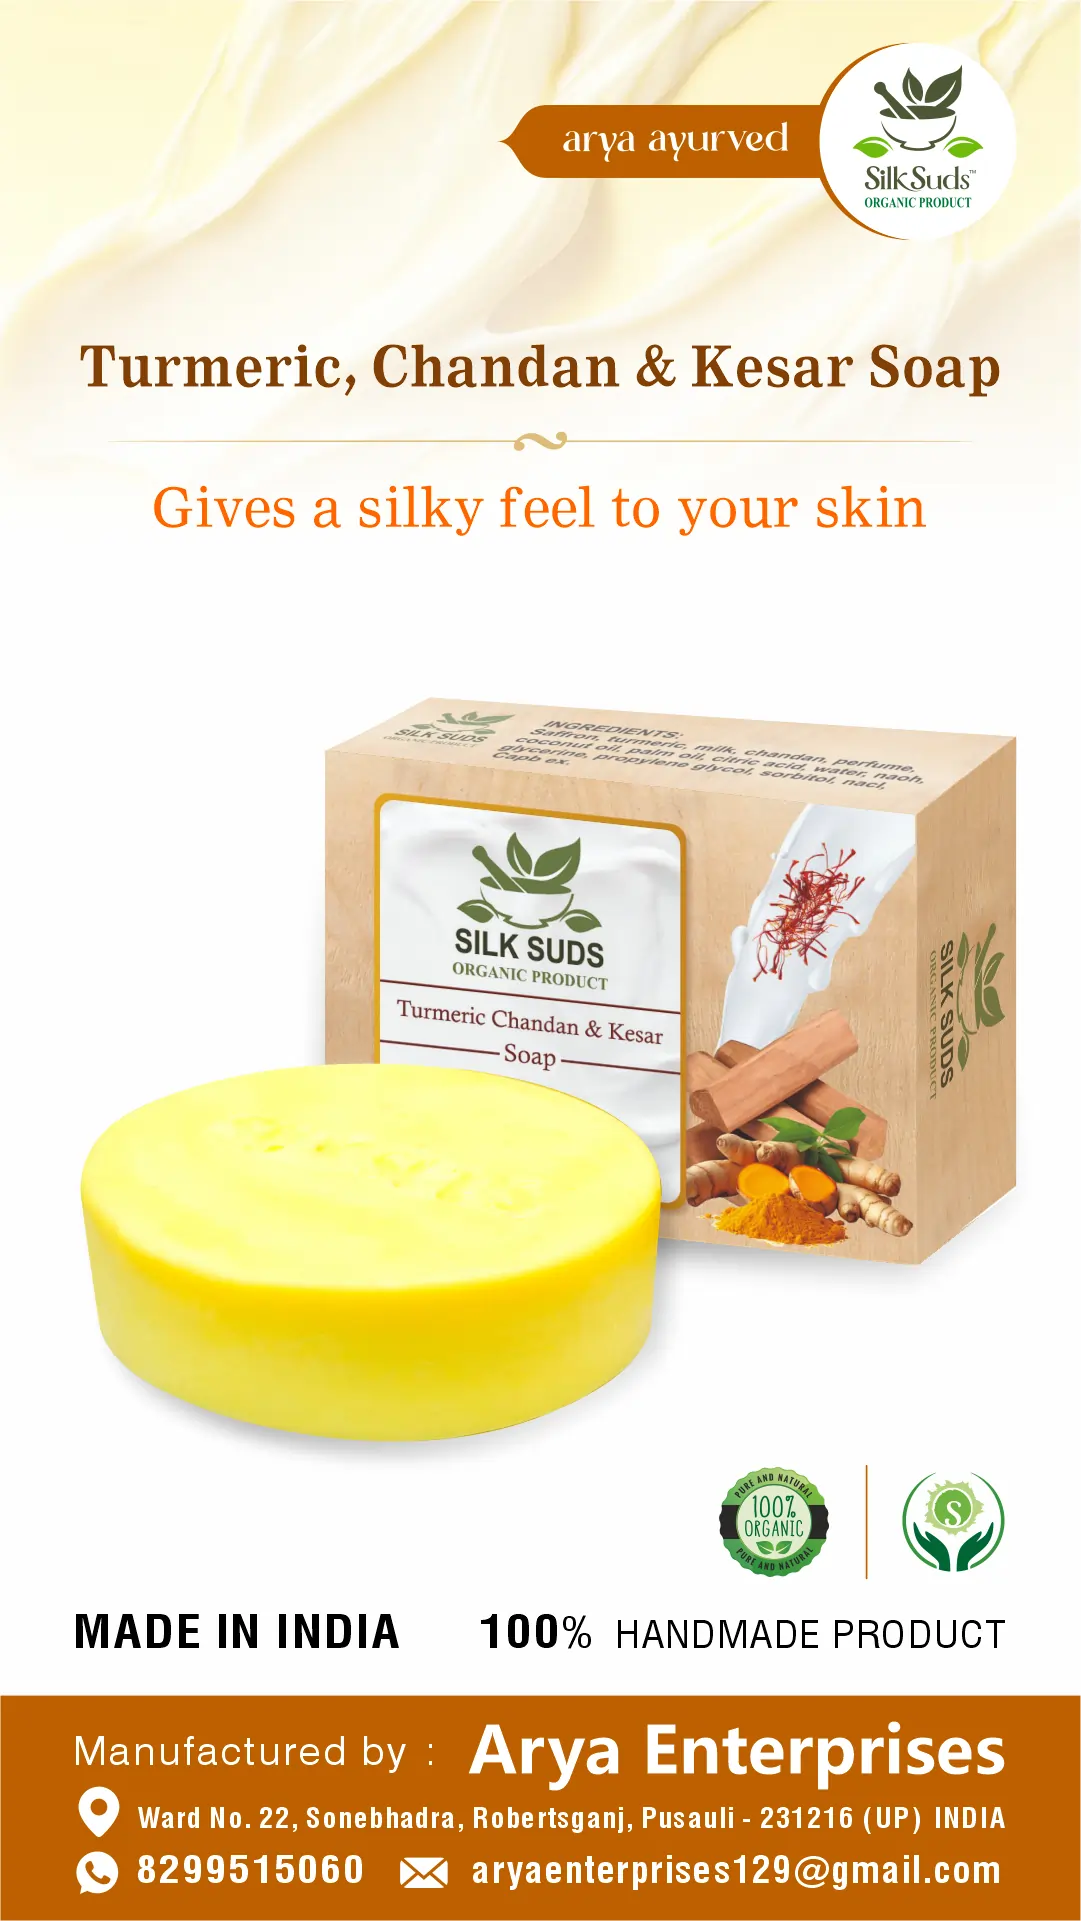 arya ayurved
SilkSuds™
ORGANIC PRODUCT
Turmeric, Chandan & Kesar Soap
Gives a silky feel to your skin
SILK SUDS
ORGANIC PRODUCT
INGREDIENTS:
Saffron, turmeric, milk, chandan, perfume,
coconut oil, palm oil, citric acid, water, naoh,
glycerine, propylene glycol, sorbitol, nacl,
Capb ex.
SILK SUDS
ORGANIC PRODUCT
Turmeric Chandan & Kesar
Soap
SILK SUDS
ORGANIC PRODUCT
PURE AND NATURAL
100%
ORGANIC
PURE AND NATURAL
S
MADE IN INDIA 100% HANDMADE PRODUCT
Manufactured by : Arya Enterprises
Ward No. 22, Sonebhadra, Robertsganj, Pusauli - 231216 (UP) INDIA
8299515060 aryaenterprises129@gmail.com